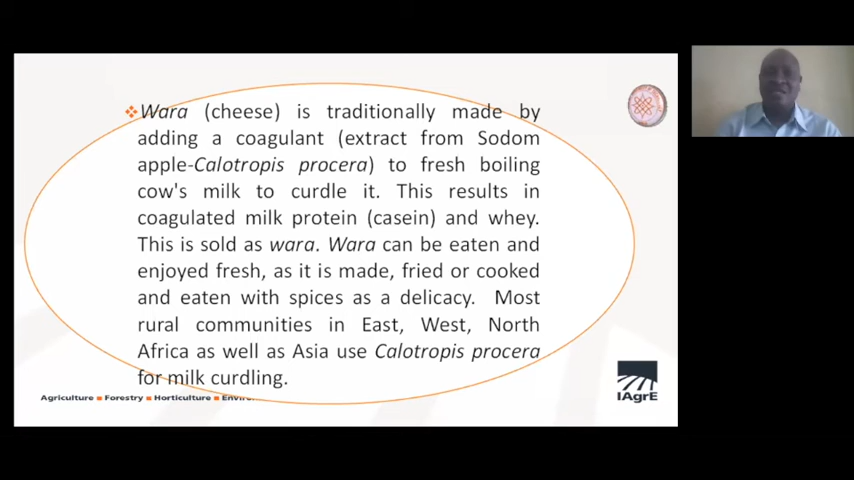 ❖Wara (cheese) is traditionally made by
adding a coagulant (extract from Sodom
apple-Calotropis procera) to fresh boiling
cow's milk to curdle it. This results in
coagulated milk protein (casein) and whey.
This is sold as wara. Wara can be eaten and
enjoyed fresh, as it is made, fried or cooked
and eaten with spices as a delicacy. Most
rural communities in East, West, North
Africa as well as Asia use Calotropis procera
for milk curdling.
Agriculture ■ Forestry ■ Horticulture ■
IAgrE